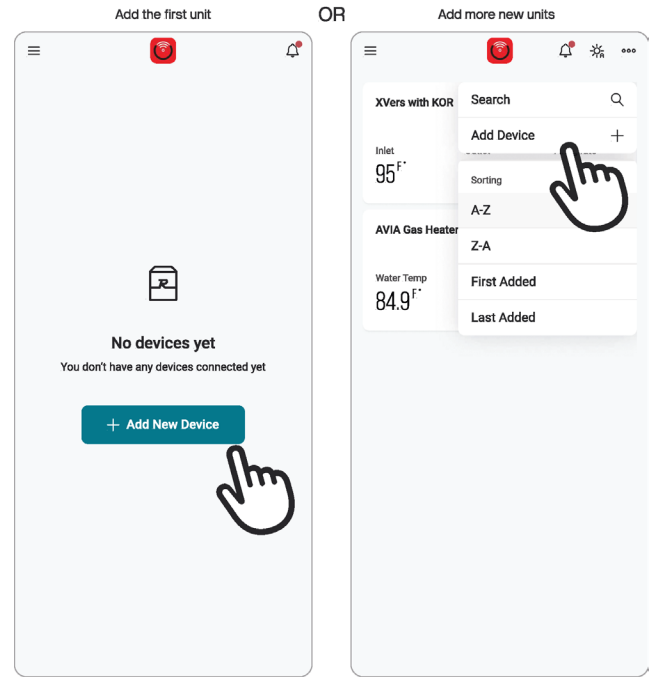 Add the first unit
OR
Add more new units
No devices yet
You don't have any devices connected yet
+ Add New Device
XVers with KOR
Inlet
95F°
AVIA Gas Heater
Water Temp
84.9F°
Search
Add Device
Sorting
A-Z
Z-A
First Added
Last Added